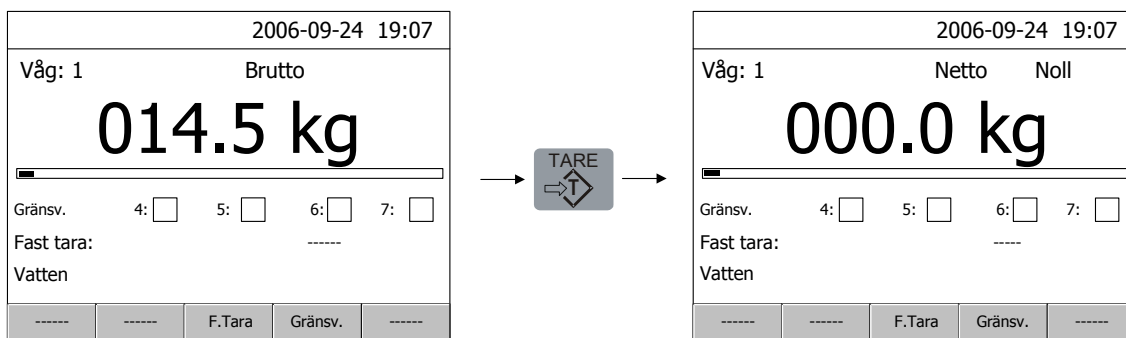 2006-09-24 19:07
Våg: 1 Brutto
014.5 kg
Gränsv. 4: 5: 6: 7:
Fast tara: ------
Vatten
------ ------ F.Tara Gränsv. ------
TARE
T
2006-09-24 19:07
Våg: 1 Netto Noll
000.0 kg
Gränsv. 4: 5: 6: 7:
Fast tara: -----
Vatten
------ ------ F.Tara Gränsv. ------